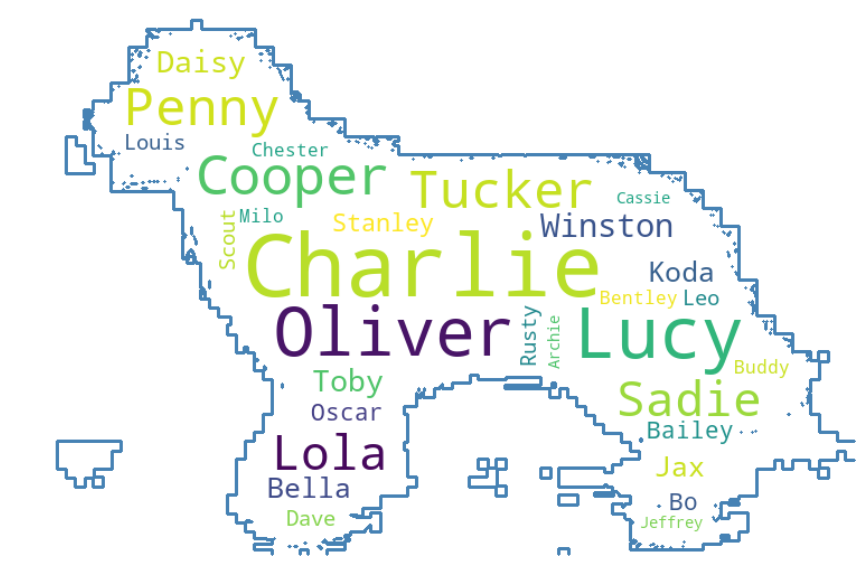 Daisy
Penny
Louis
Chester
Cooper
Tucker
Cassie
Milo
Stanley
Winston
Scout
Charlie
Koda
Bentley
Leo
Oliver
Rusty
Archie
Lucy
Buddy
Toby
Sadie
Oscar
Bailey
Lola
Jax
Bella
Bo
Dave
Jeffrey